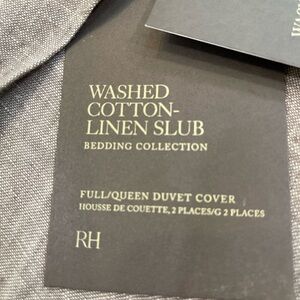 WASHED
COTTON-
LINEN SLUB
BEDDING COLLECTION
FULL/QUEEN DUVET COVER
HOUSSE DE COUETTE, 2 PLACES/G 2 PLACES
RH